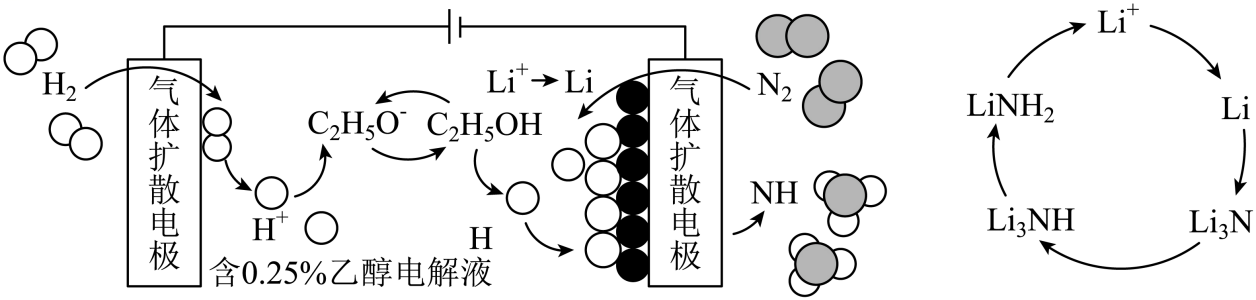 H₂
气体扩散电极
H⁺
C₂H₅O⁻
C₂H₅OH
H
含0.25%乙醇电解液
Li⁺→Li
气体扩散电极
N₂
NH
Li⁺
Li
Li₃N
Li₃NH
LiNH₂